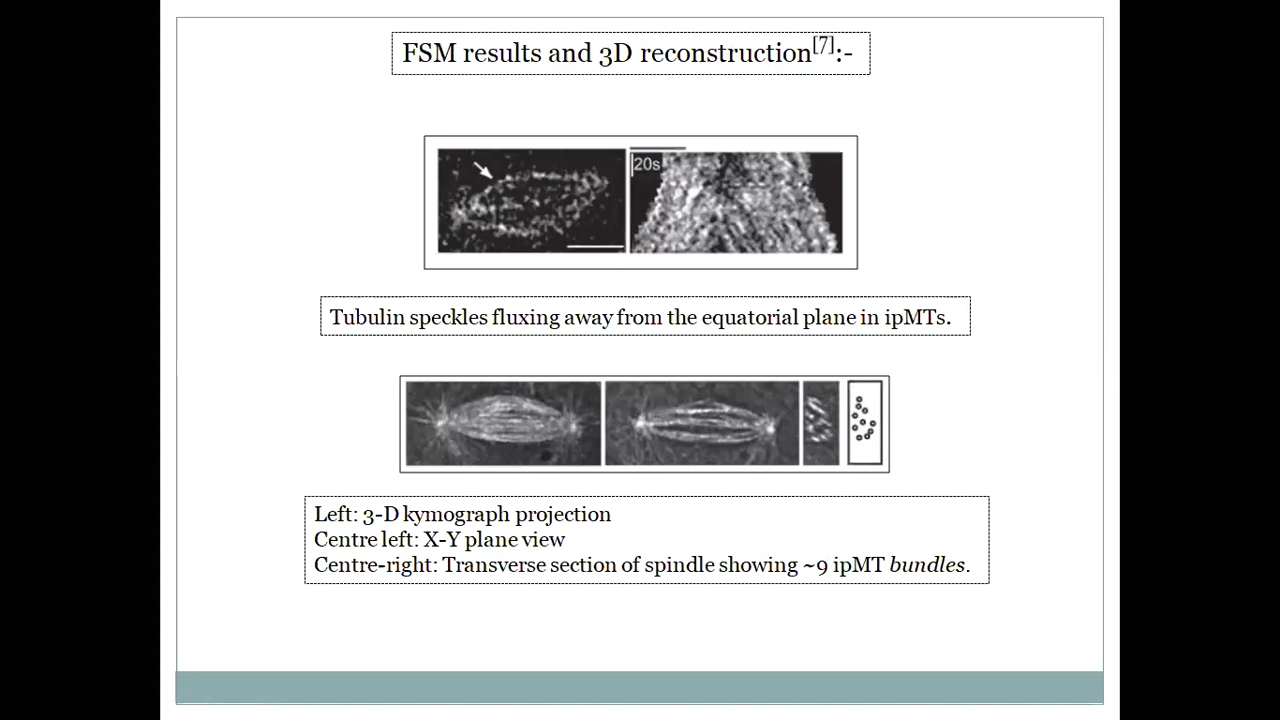 FSM results and 3D reconstruction[7]:-
20s
Tubulin speckles fluxing away from the equatorial plane in ipMTs.
Left: 3-D kymograph projection
Centre left: X-Y plane view
Centre-right: Transverse section of spindle showing ~9 ipMT bundles.